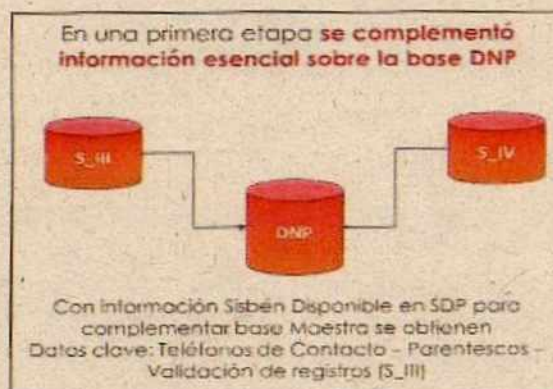 En una primera etapa se complementó
información esencial sobre la base DNP
S_III
S_IV
DNP
Con información Sisbén Disponible en SDP para
complementar base Maestra se obtienen
Datos clave: Teléfonos de Contacto – Parentescos –
Validación de registros (S_III)